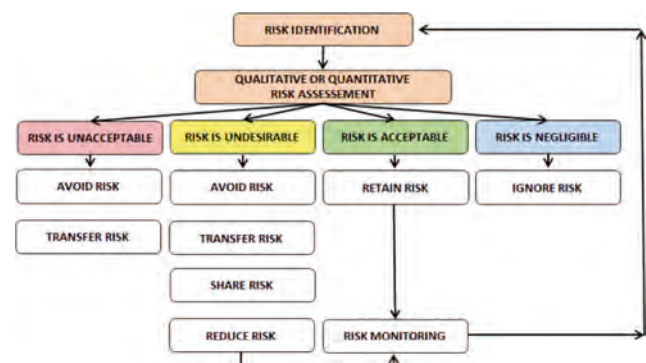 RISK IDENTIFICATION
QUALITATIVE OR QUANTITATIVE
RISK ASSESSMENT
RISK IS UNACCEPTABLE
RISK IS UNDESIRABLE
RISK IS ACCEPTABLE
RISK IS NEGLIGIBLE
AVOID RISK
AVOID RISK
RETAIN RISK
IGNORE RISK
TRANSFER RISK
TRANSFER RISK
SHARE RISK
REDUCE RISK
RISK MONITORING